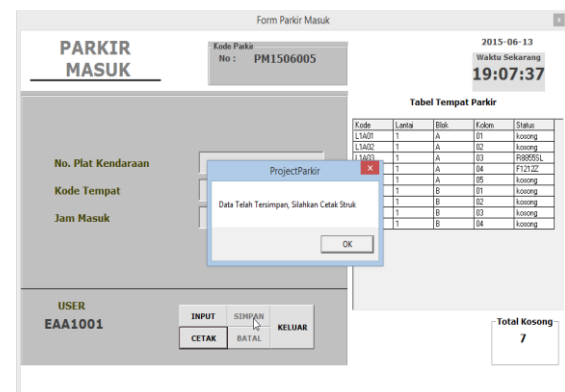 Form Parkir Masuk
x
PARKIR
MASUK
Kode Parkir
No : PM1506005
2015-06-13
Waktu Sekarang
19:07:37
Tabel Tempat Parkir
Kode Lantai Blok Kolom Status
L1A01 1 A 01 kosong
L1A02 1 A 02 kosong
L1A03 1 A 03 R8855SL
1 A 04 F1212Z
1 A 05 kosong
1 B 01 kosong
1 B 02 kosong
1 B 03 kosong
1 B 04 kosong
No. Plat Kendaraan
Kode Tempat
Jam Masuk
ProjectParkir
x
Data Telah Tersimpan, Silahkan Cetak Struk
OK
USER
EAA1001
INPUT SIMPAN
KELUAR
CETAK BATAL
Total Kosong
7